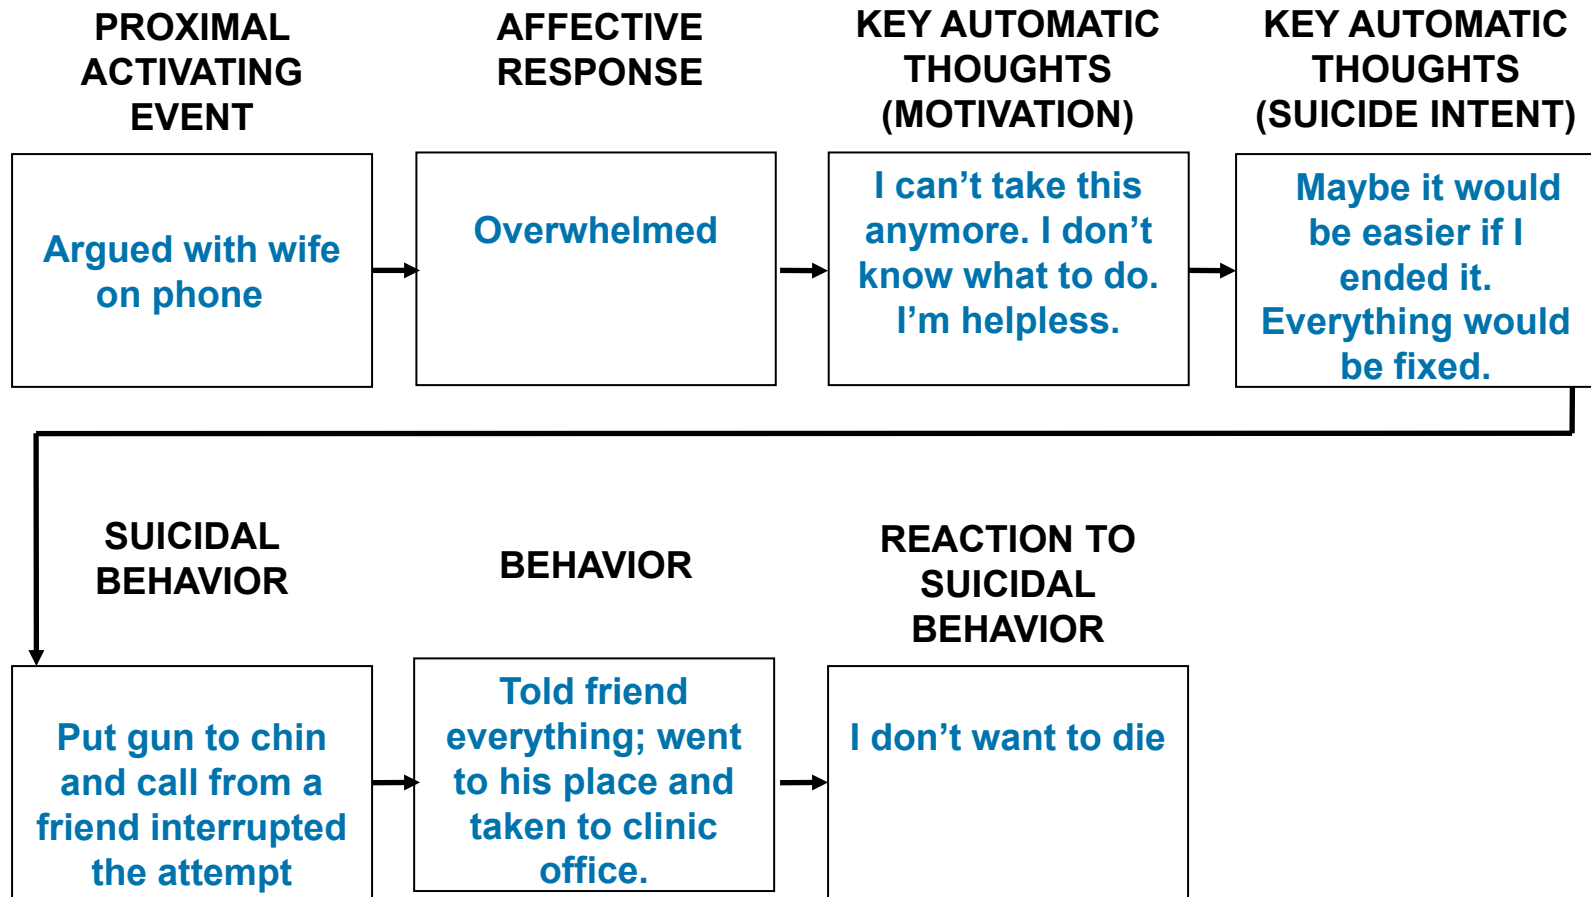 PROXIMAL
ACTIVATING
EVENT
AFFECTIVE
RESPONSE
KEY AUTOMATIC
THOUGHTS
(MOTIVATION)
KEY AUTOMATIC
THOUGHTS
(SUICIDE INTENT)
Argued with wife
on phone
Overwhelmed
I can’t take this
anymore. I don’t
know what to do.
I’m helpless.
Maybe it would
be easier if I
ended it.
Everything would
be fixed.
SUICIDAL
BEHAVIOR
BEHAVIOR
REACTION TO
SUICIDAL
BEHAVIOR
Put gun to chin
and call from a
friend interrupted
the attempt
Told friend
everything; went
to his place and
taken to clinic
office.
I don’t want to die